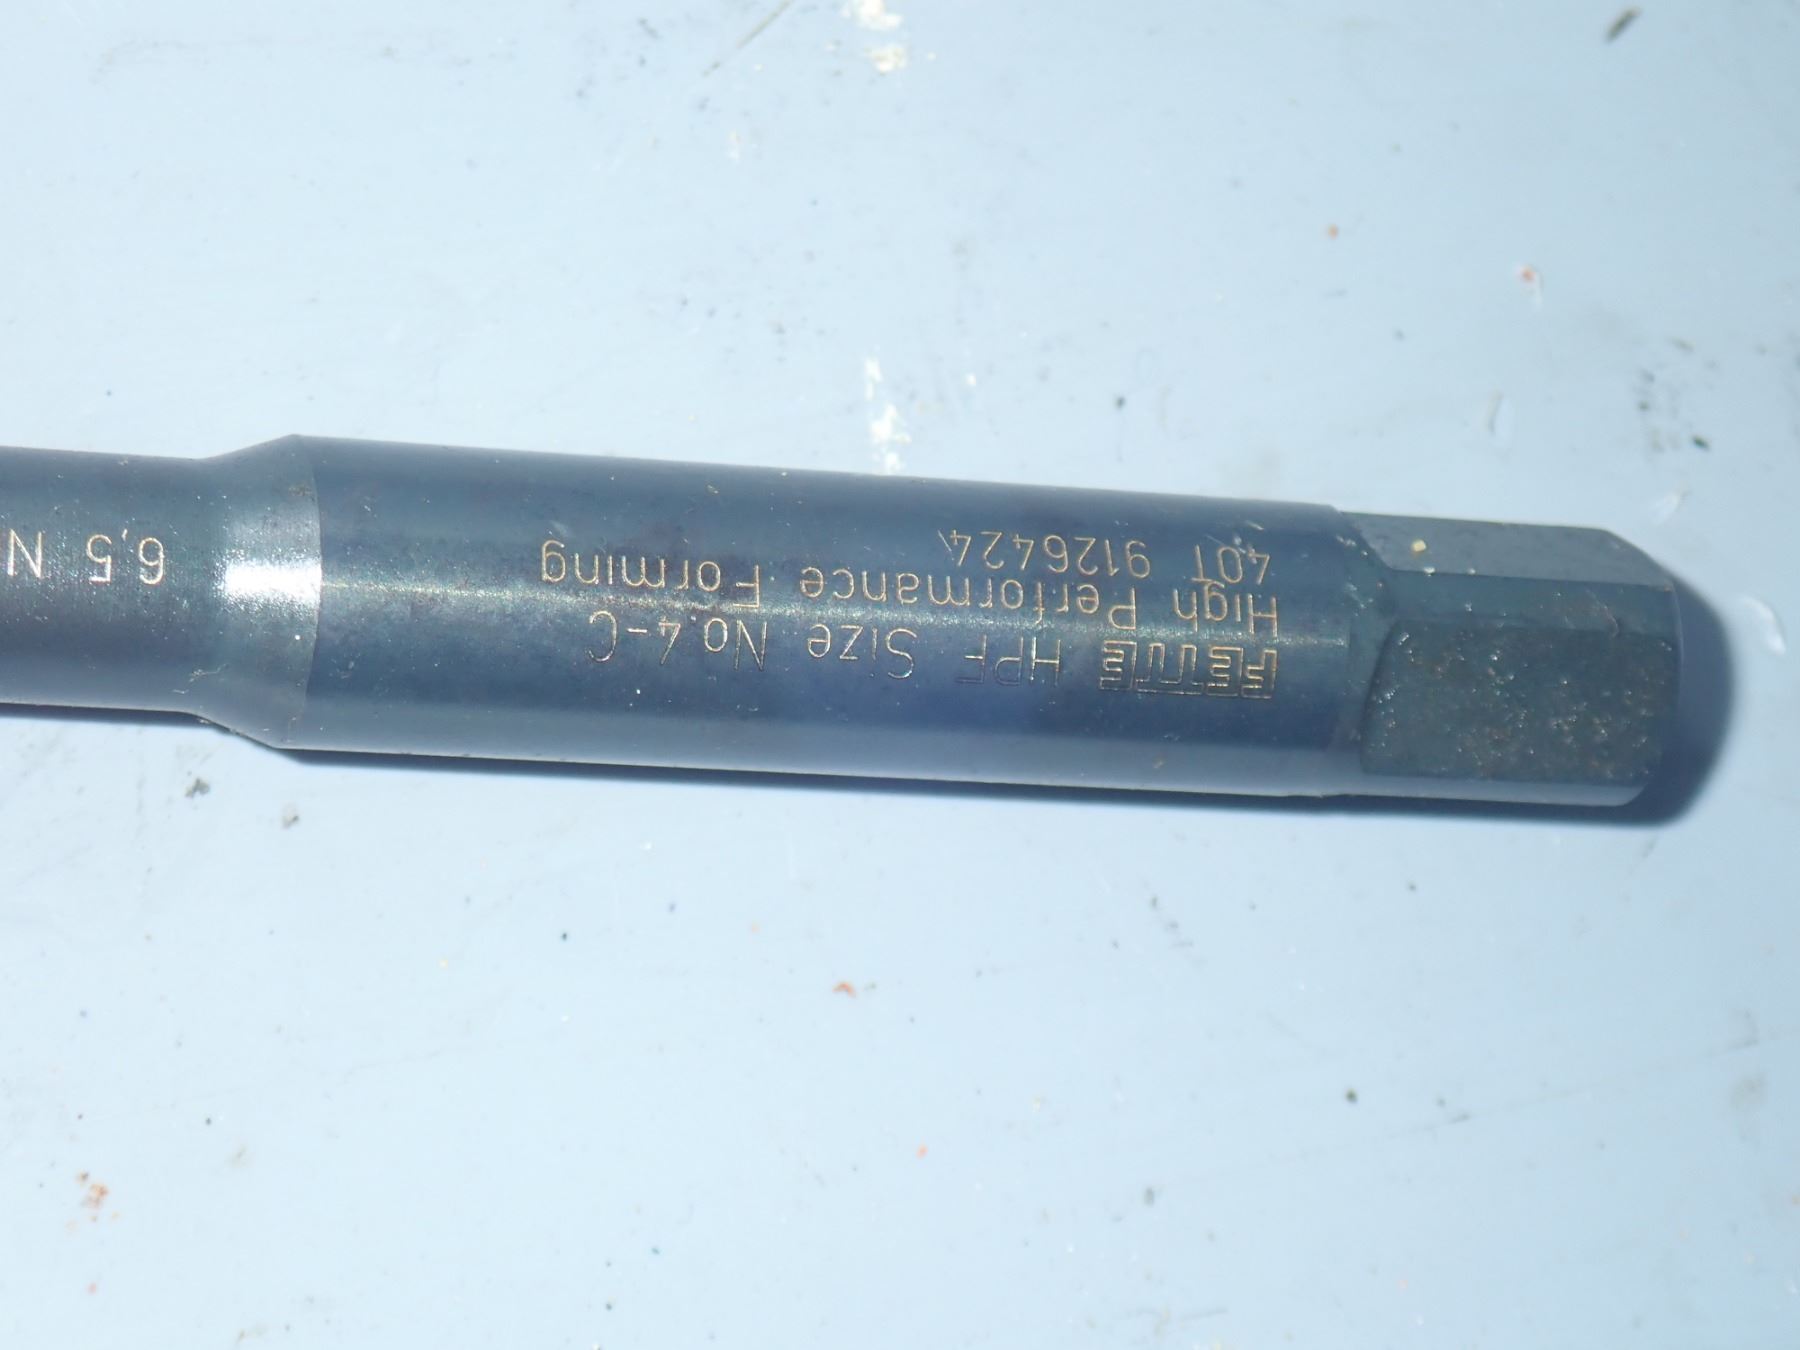 FETTE HPF Size No.4-C
High Performance Forming
40T 9126424
6,5 N